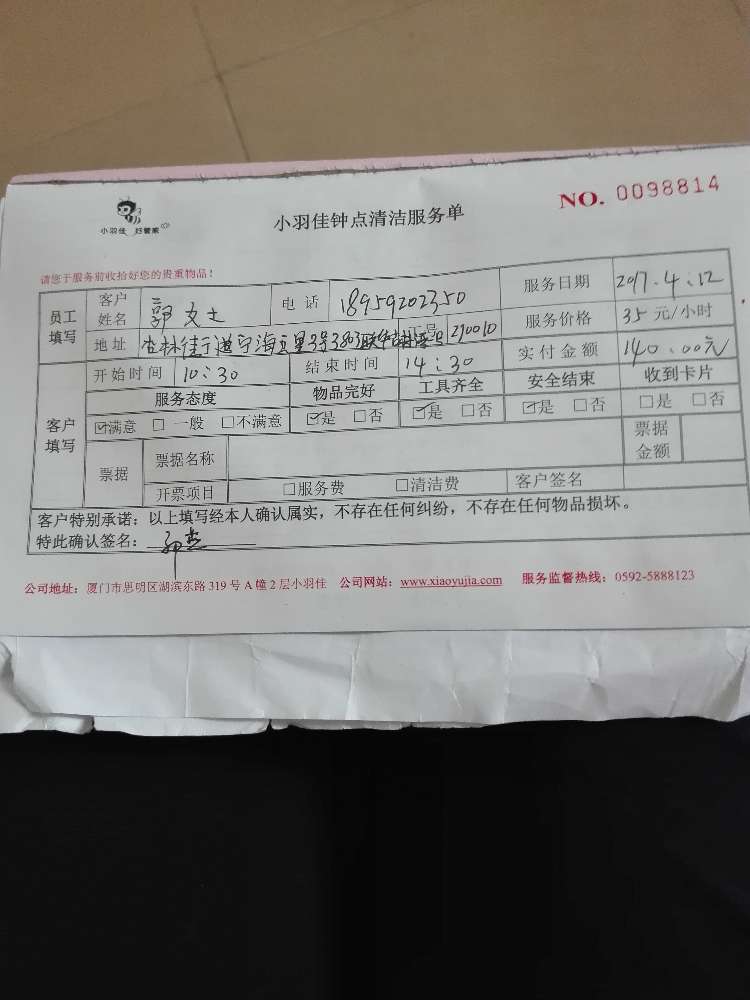 小羽佳 好管家
小羽佳钟点清洁服务单
NO. 0098814
请您于服务前收拾好您的贵重物品！
员工填写 客户姓名 郭女士 电话 18959202350 服务日期 2017.4.12
地址 杏林 宁海三里 服务价格 35 元/小时
客户填写 开始时间 10:30 结束时间 14:30 实付金额 140.00元
服务态度 物品完好 工具齐全 安全结束 收到卡片
☑满意 □ 一般 □不满意 ☑是 □否 ☑是 □否 ☑是 □否 □是 □否
票据 票据名称 票据金额
开票项目 □服务费 □清洁费 客户签名
客户特别承诺：以上填写经本人确认属实，不存在任何纠纷，不存在任何物品损坏。
特此确认签名：
公司地址：厦门市思明区湖滨东路 319 号 A 幢 2 层小羽佳 公司网站：www.xiaoyujia.com 服务监督热线：0592-5888123